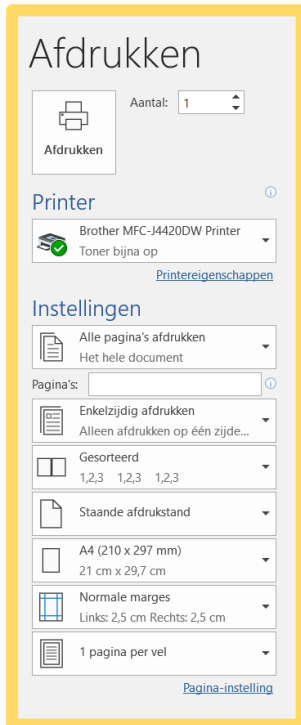 Afdrukken
Aantal: 1
Afdrukken
Printer
Brother MFC-J4420DW Printer
Toner bijna op
Printereigenschappen
Instellingen
Alle pagina's afdrukken
Het hele document
Pagina's:
Enkelzijdig afdrukken
Alleen afdrukken op één zijde...
Gesorteerd
1,2,3 1,2,3 1,2,3
Staande afdrukstand
A4 (210 x 297 mm)
21 cm x 29,7 cm
Normale marges
Links: 2,5 cm Rechts: 2,5 cm
1 pagina per vel
Pagina-instelling